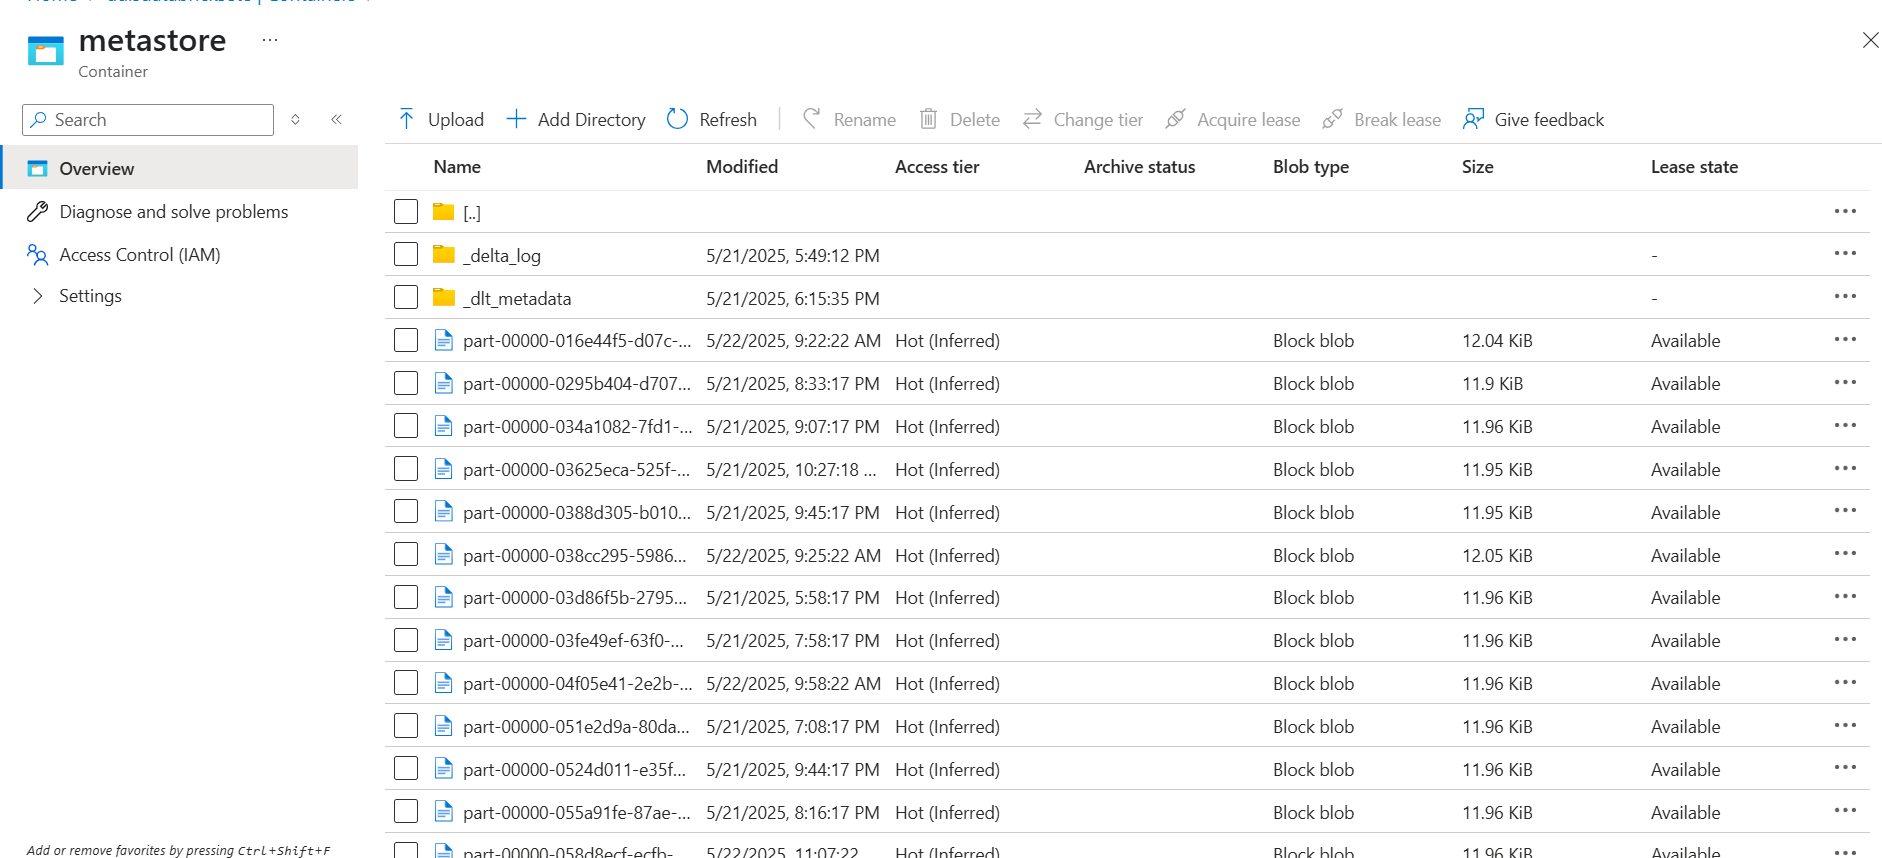 metastore
...
Container
Search
Overview
Diagnose and solve problems
Access Control (IAM)
Settings
Add or remove favorites by pressing Ctrl+Shift+F
Upload Add Directory Refresh Rename Delete Change tier Acquire lease Break lease Give feedback
Name Modified Access tier Archive status Blob type Size Lease state
[..]
_delta_log 5/21/2025, 5:49:12 PM -
_dlt_metadata 5/21/2025, 6:15:35 PM -
part-00000-016e44f5-d07c-... 5/22/2025, 9:22:22 AM Hot (Inferred) Block blob 12.04 KiB Available
part-00000-0295b404-d707... 5/21/2025, 8:33:17 PM Hot (Inferred) Block blob 11.9 KiB Available
part-00000-034a1082-7fd1-... 5/21/2025, 9:07:17 PM Hot (Inferred) Block blob 11.96 KiB Available
part-00000-03625eca-525f-... 5/21/2025, 10:27:18 ... Hot (Inferred) Block blob 11.95 KiB Available
part-00000-0388d305-b010... 5/21/2025, 9:45:17 PM Hot (Inferred) Block blob 11.95 KiB Available
part-00000-038cc295-5986... 5/22/2025, 9:25:22 AM Hot (Inferred) Block blob 12.05 KiB Available
part-00000-03d86f5b-2795... 5/21/2025, 5:58:17 PM Hot (Inferred) Block blob 11.96 KiB Available
part-00000-03fe49ef-63f0-... 5/21/2025, 7:58:17 PM Hot (Inferred) Block blob 11.96 KiB Available
part-00000-04f05e41-2e2b-... 5/22/2025, 9:58:22 AM Hot (Inferred) Block blob 11.96 KiB Available
part-00000-051e2d9a-80da... 5/21/2025, 7:08:17 PM Hot (Inferred) Block blob 11.96 KiB Available
part-00000-0524d011-e35f... 5/21/2025, 9:44:17 PM Hot (Inferred) Block blob 11.96 KiB Available
part-00000-055a91fe-87ae-... 5/21/2025, 8:16:17 PM Hot (Inferred) Block blob 11.96 KiB Available
part-00000-058d8ecf-ecfb-... 5/22/2025, 11:07:22 ... Hot (Inferred) Block blob 11.96 KiB Available